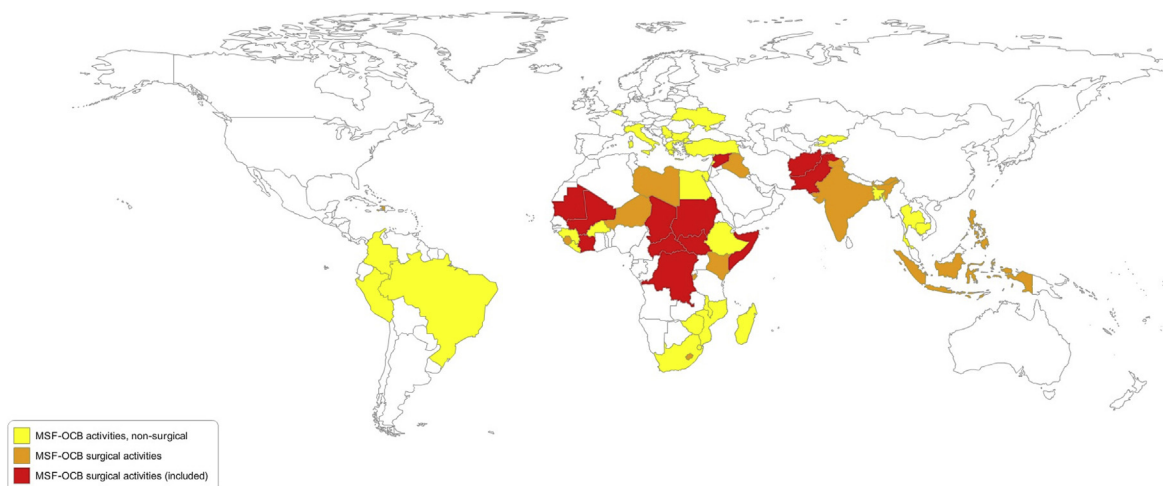 MSF-OCB activities, non-surgical
MSF-OCB surgical activities
MSF-OCB surgical activities (included)